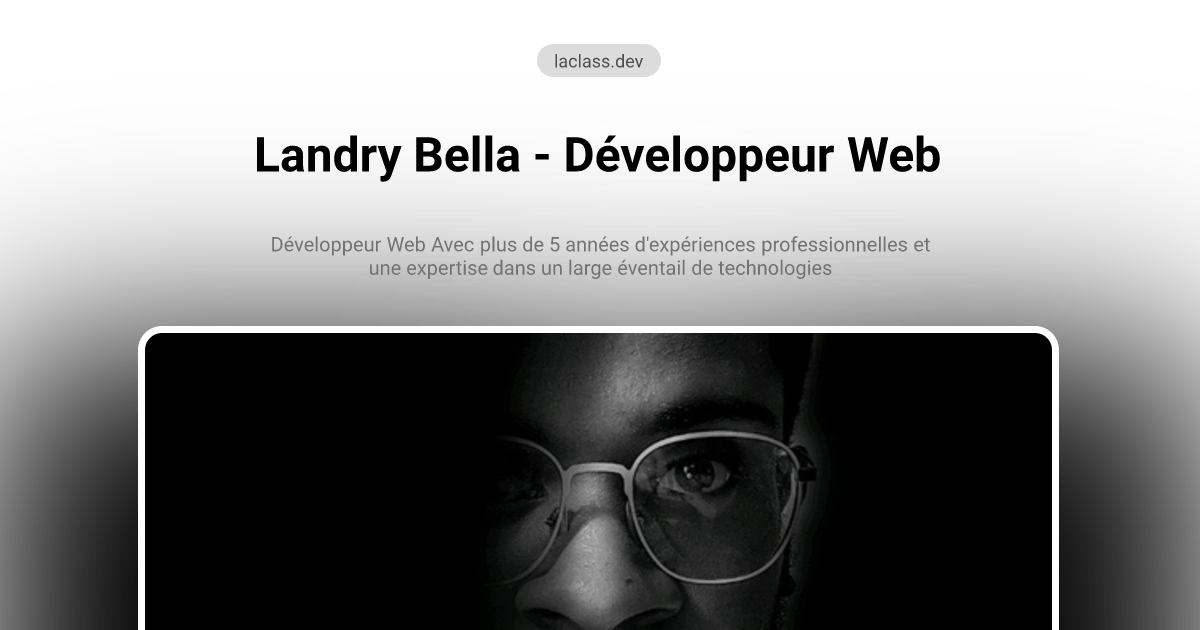 laclass.dev
Landry Bella - Développeur Web
Développeur Web Avec plus de 5 années d'expériences professionnelles et
une expertise dans un large éventail de technologies